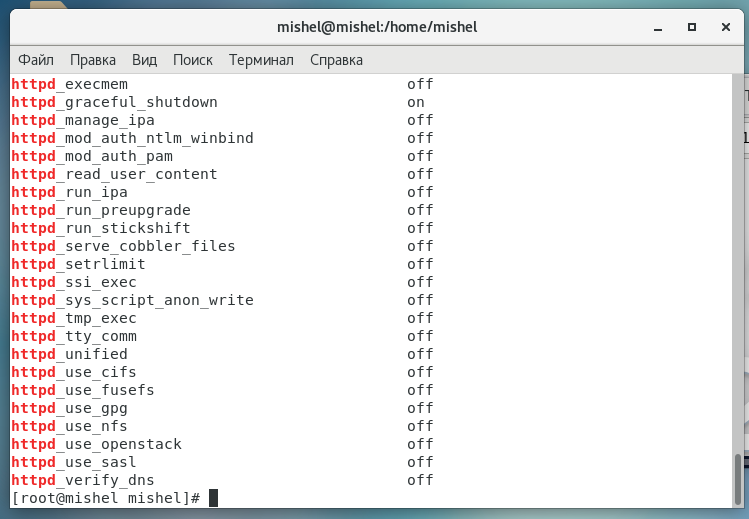 mishel@mishel:/home/mishel
Файл Правка Вид Поиск Терминал Справка
httpd_execmem off
httpd_graceful_shutdown on
httpd_manage_ipa off
httpd_mod_auth_ntlm_winbind off
httpd_mod_auth_pam off
httpd_read_user_content off
httpd_run_ipa off
httpd_run_preupgrade off
httpd_run_stickshift off
httpd_serve_cobbler_files off
httpd_setrlimit off
httpd_ssi_exec off
httpd_sys_script_anon_write off
httpd_tmp_exec off
httpd_tty_comm off
httpd_unified off
httpd_use_cifs off
httpd_use_fusefs off
httpd_use_gpg off
httpd_use_nfs off
httpd_use_openstack off
httpd_use_sasl off
httpd_verify_dns off
[root@mishel mishel]#